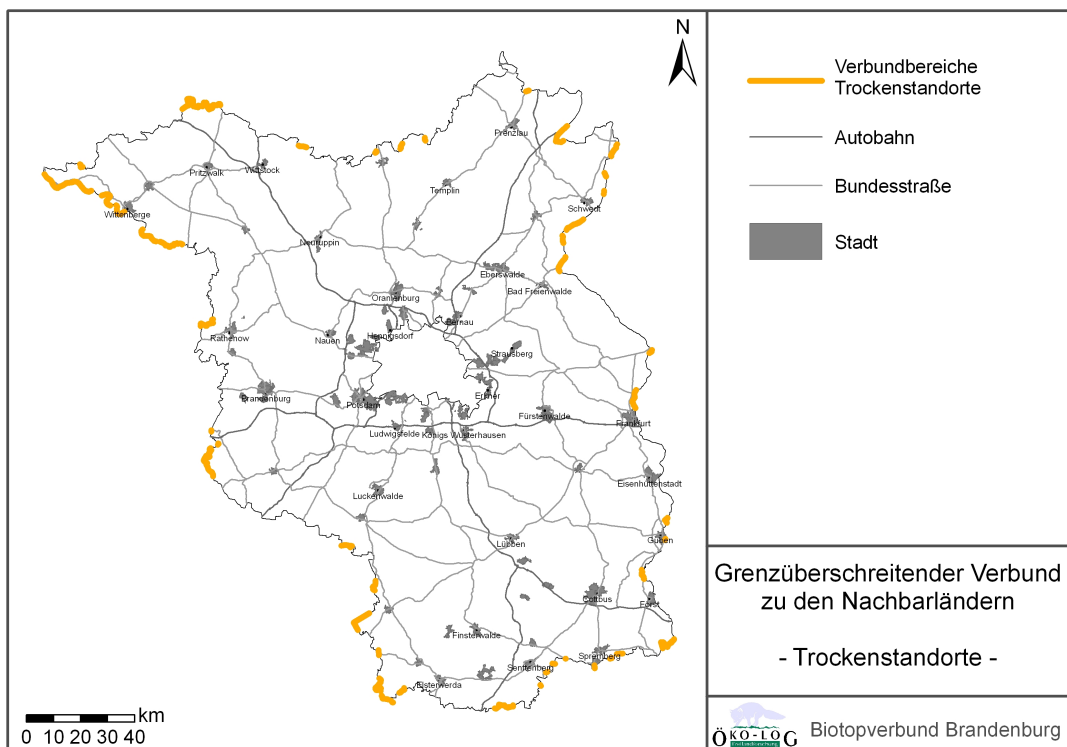 N
Prenzlau
Pritzwalk
Wittstock
Templin
Wittenberge
Schwedt
Neuruppin
Eberswalde
Oranienburg
Bad Freienwalde
Bernau
Rathenow
Nauen
Hennigsdorf
Strausberg
Brandenburg
Potsdam
Erkner
Fürstenwalde
Frankfurt
Ludwigsfelde
Königs Wusterhausen
Eisenhüttenstadt
Luckenwalde
Lübben
Guben
Cottbus
Forst
Finsterwalde
Spremberg
Senftenberg
Elsterwerda
km
0 10 20 30 40
Verbundbereiche
Trockenstandorte
Autobahn
Bundesstraße
Stadt
Grenzüberschreitender Verbund
zu den Nachbarländern
- Trockenstandorte -
ÖKO-LOG
Biotopverbund Brandenburg